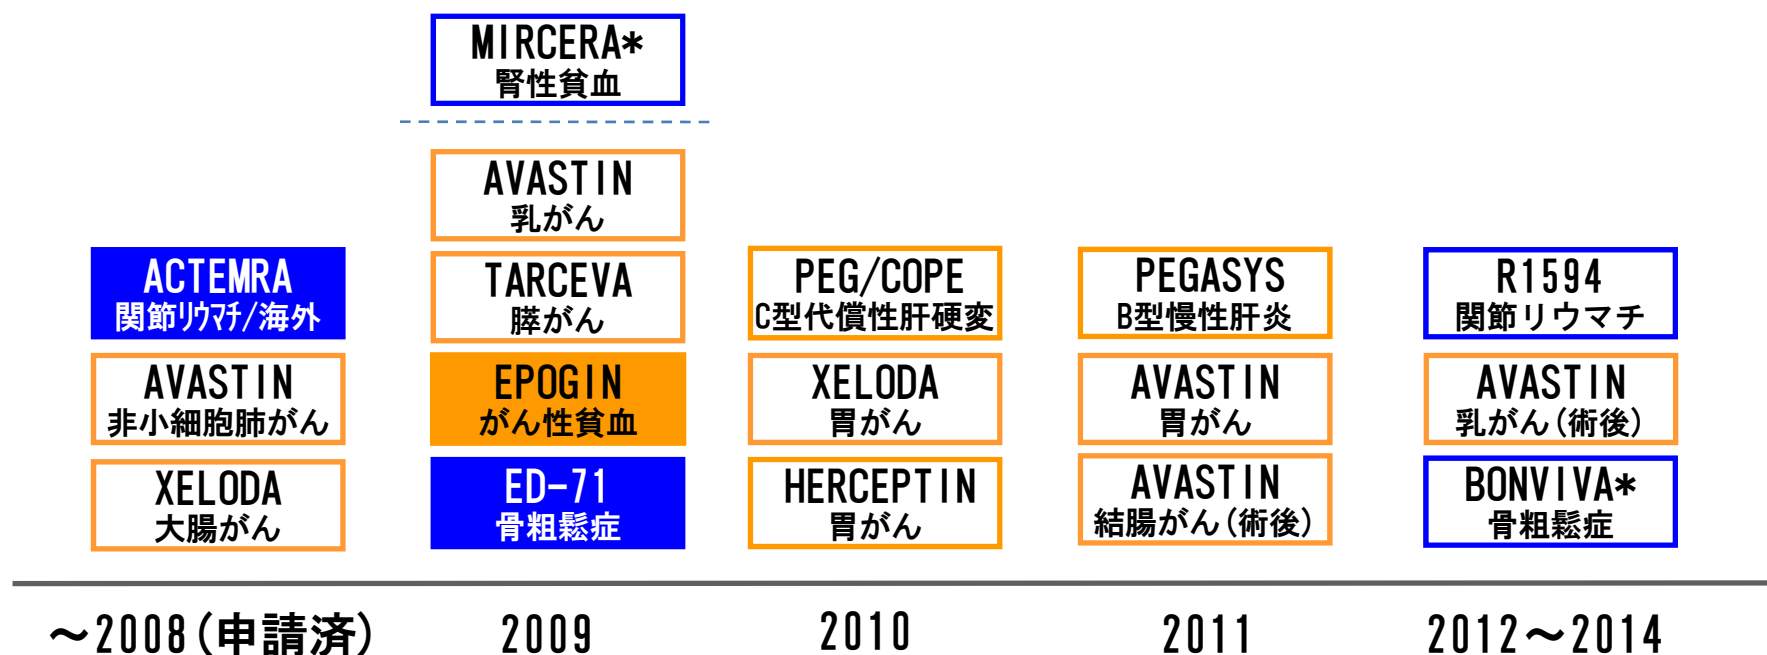 MIRCERA*
腎性貧血
AVASTIN
乳がん
ACTEMRA
関節ﾘｳﾏﾁ/海外
TARCEVA
膵がん
PEG/COPE
C型代償性肝硬変
PEGASYS
B型慢性肝炎
R1594
関節リウマチ
AVASTIN
非小細胞肺がん
EPOGIN
がん性貧血
XELODA
胃がん
AVASTIN
胃がん
AVASTIN
乳がん(術後)
XELODA
大腸がん
ED-71
骨粗鬆症
HERCEPTIN
胃がん
AVASTIN
結腸がん(術後)
BONVIVA*
骨粗鬆症
～2008(申請済)
2009
2010
2011
2012～2014